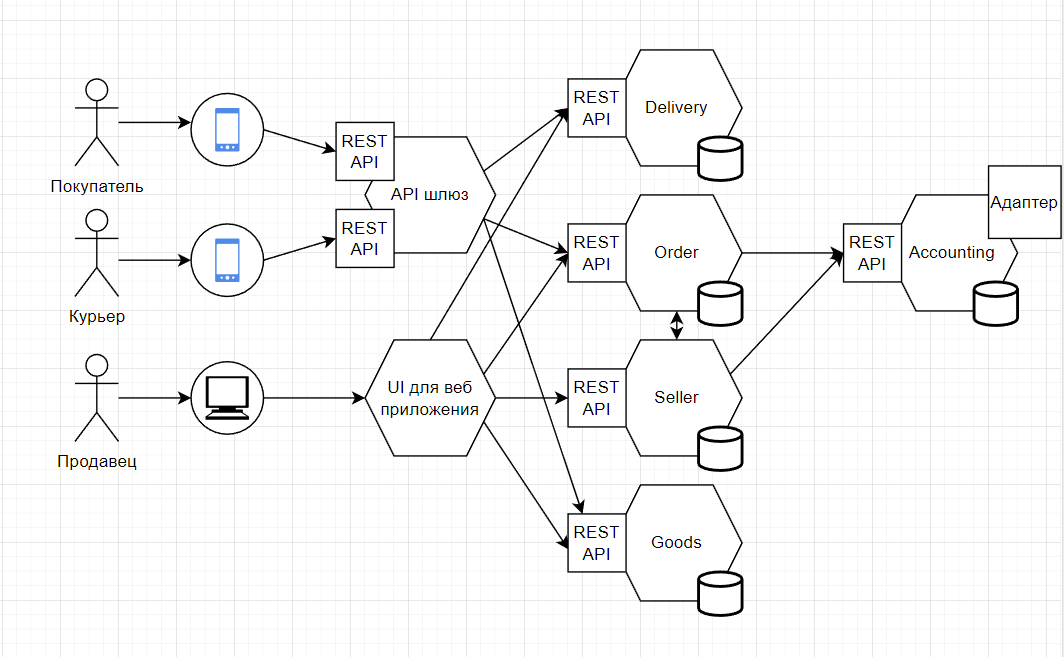 Покупатель
Курьер
Продавец
REST
API
API шлюз
REST
API
UI для веб
приложения
REST
API
Delivery
REST
API
Order
REST
API
Seller
REST
API
Goods
REST
API
Accounting
Адаптер